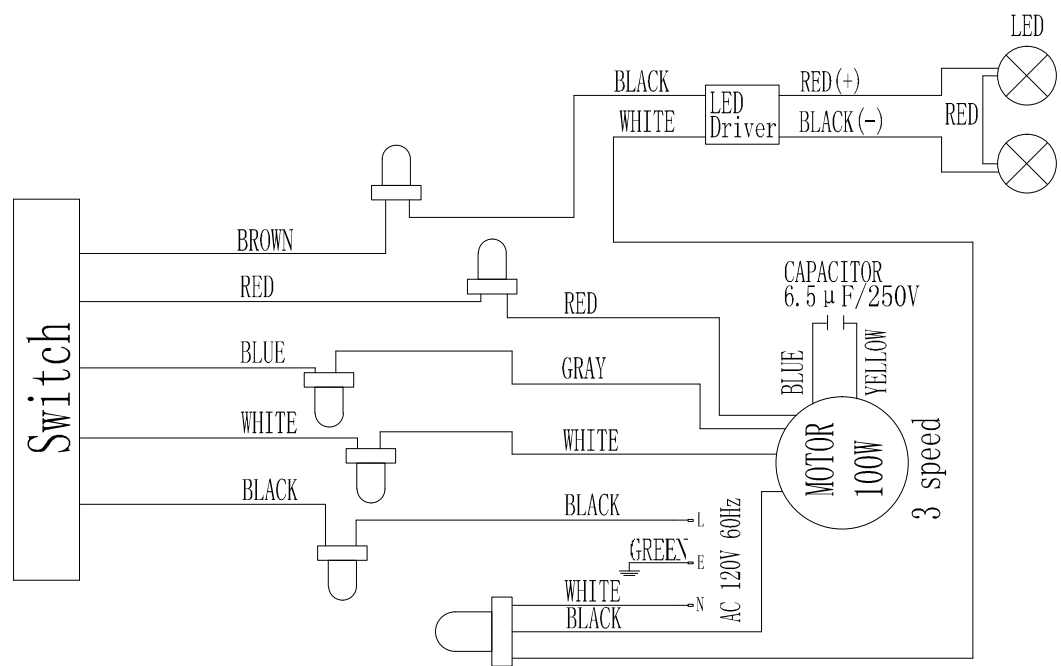 LED
BLACK
RED(+)
LED
Driver
RED
WHITE
BLACK(-)
BROWN
RED
RED
CAPACITOR
6.5μF/250V
BLUE
GRAY
BLUE
YELLOW
Switch
WHITE
WHITE
MOTOR
100W
3 speed
BLACK
BLACK
L
GREEN
E
AC 120V 60Hz
WHITE
N
BLACK